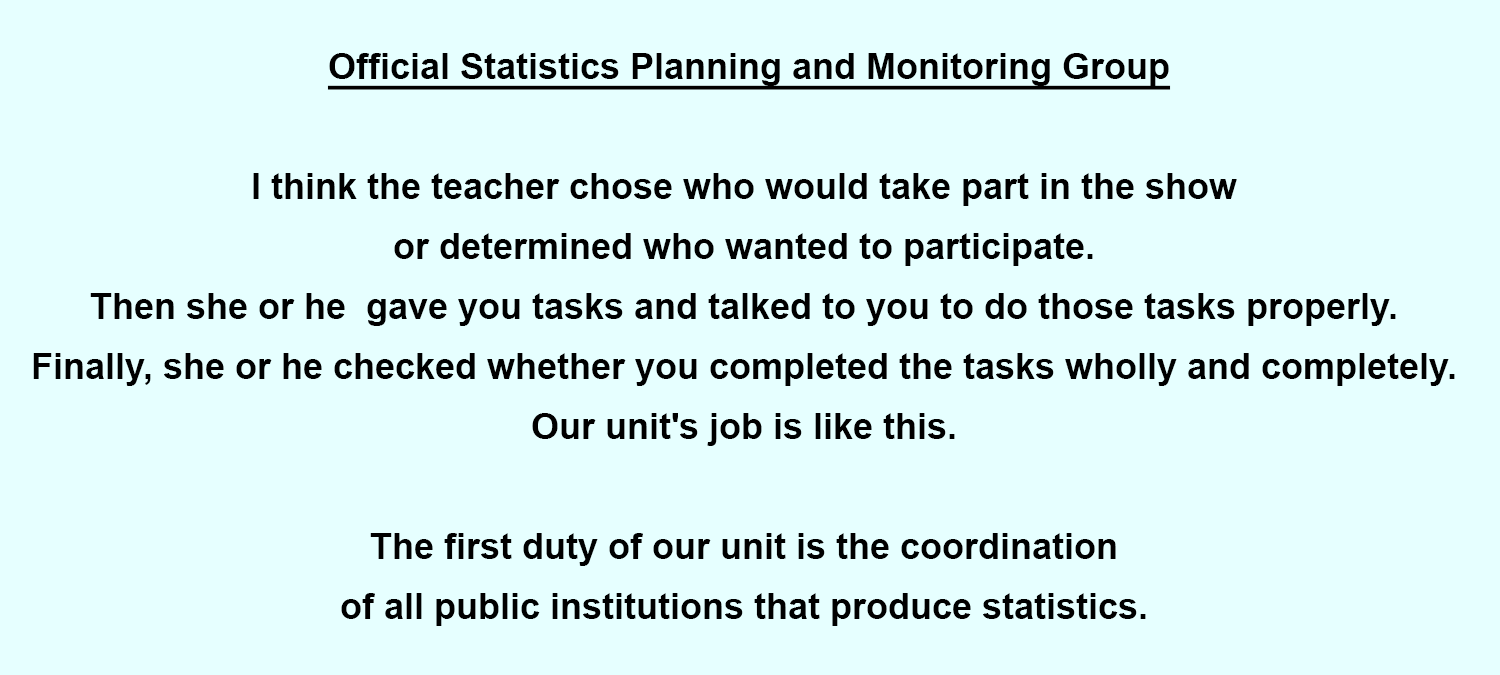 Official Statistics Planning and Monitoring Group
I think the teacher chose who would take part in the show
or determined who wanted to participate.
Then she or he  gave you tasks and talked to you to do those tasks properly.
Finally, she or he checked whether you completed the tasks wholly and completely.
Our unit's job is like this.
The first duty of our unit is the coordination
of all public institutions that produce statistics.